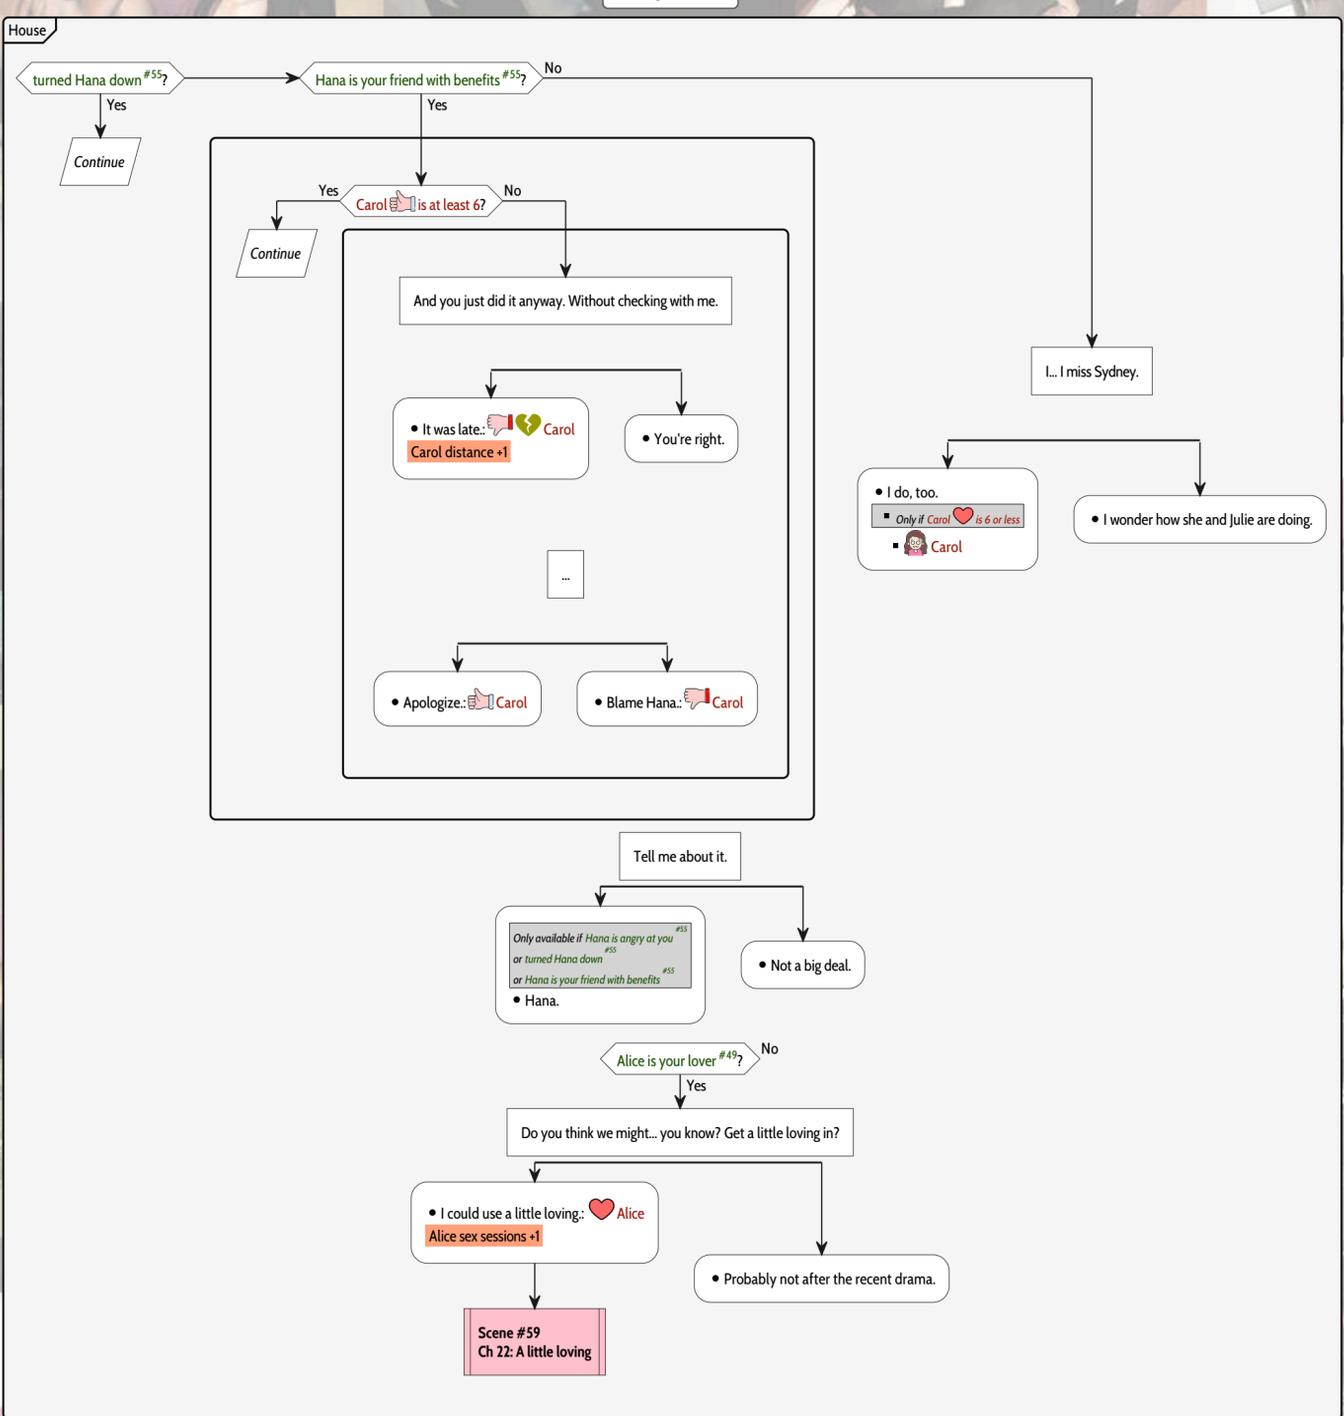 House
turned Hana down #55?
Hana is your friend with benefits #55?
No
Yes
Yes
Continue
Yes
Carol is at least 6?
No
Continue
And you just did it anyway. Without checking with me.
• It was late.: Carol
Carol distance +1
• You're right.
I... I miss Sydney.
• I do, too.
▪ Only if Carol is 6 or less
▪ Carol
• I wonder how she and Julie are doing.
...
• Apologize.: Carol
• Blame Hana.: Carol
Tell me about it.
Only available if Hana is angry at you #55
or turned Hana down #55
or Hana is your friend with benefits #55
• Hana.
• Not a big deal.
Alice is your lover #49?
No
Yes
Do you think we might... you know? Get a little loving in?
• I could use a little loving.: Alice
Alice sex sessions +1
• Probably not after the recent drama.
Scene #59
Ch 22: A little loving